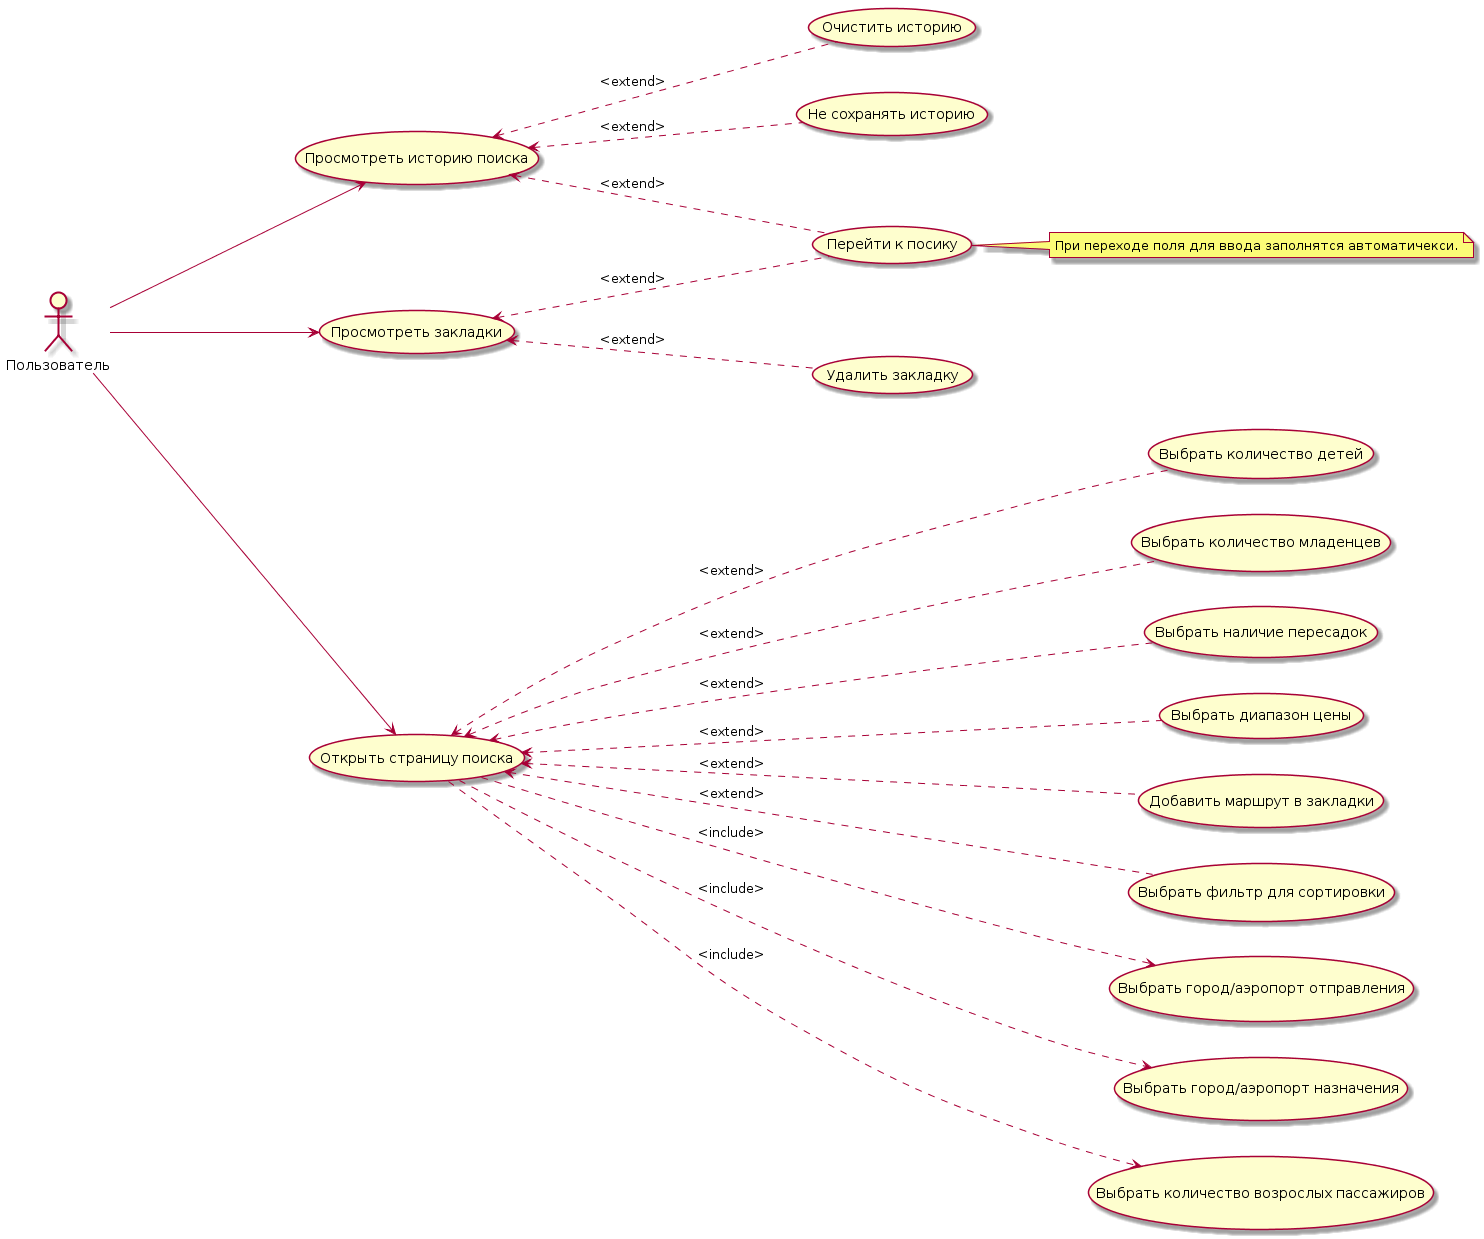 Очистить историю
<extend>
Не сохранять историю
<extend>
Просмотреть историю поиска
<extend>
Перейти к посику
При переходе поля для ввода заполнятся автоматичекси.
<extend>
Просмотреть закладки
<extend>
Пользователь
Удалить закладку
Выбрать количество детей
<extend>
Выбрать количество младенцев
<extend>
Выбрать наличие пересадок
<extend>
Выбрать диапазон цены
<extend>
Открыть страницу поиска
<extend>
Добавить маршрут в закладки
<extend>
<include>
Выбрать фильтр для сортировки
<include>
<include>
Выбрать город/аэропорт отправления
Выбрать город/аэропорт назначения
Выбрать количество возрослых пассажиров